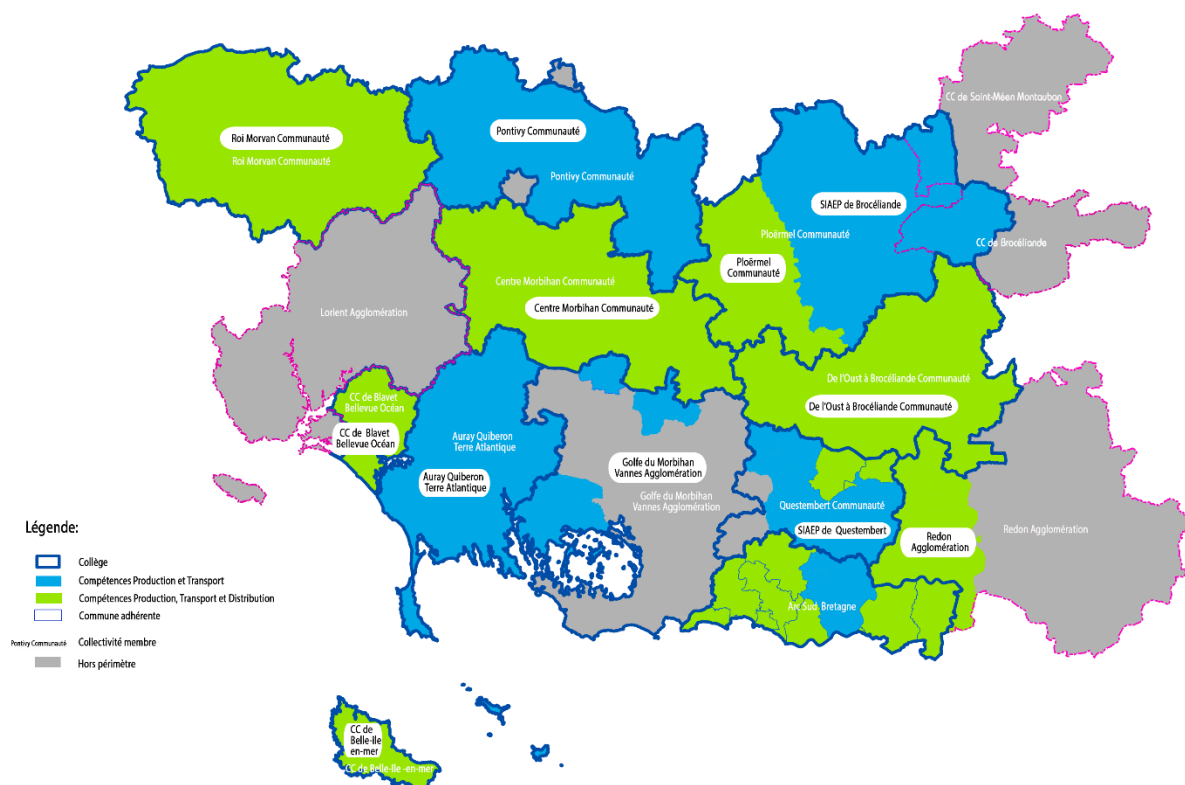 CC de Saint-Méen Montauban
Pontivy Communauté
Roi Morvan Communauté
Roi Morvan Communauté
Pontivy Communauté
SIAEP de Brocéliande
Ploërmel Communauté
CC de Brocéliande
Ploërmel
Communauté
Centre Morbihan Communauté
Centre Morbihan Communauté
Lorient Agglomération
De l'Oust à Brocéliande Communauté
De l'Oust à Brocéliande Communauté
CC de Blavet
Bellevue Océan
CC de Blavet
Bellevue Océan
Auray Quiberon
Terre Atlantique
Auray Quiberon
Terre Atlantique
Golfe du Morbihan
Vannes Agglomération
Golfe du Morbihan
Vannes Agglomération
Questembert Communauté
SIAEP de Questembert
Redon
Agglomération
Redon Agglomération
Arc Sud Bretagne
Légende:
Collège
Compétences Production et Transport
Compétences Production, Transport et Distribution
Commune adhérente
Pontivy Communauté
Collectivité membre
Hors périmètre
CC de
Belle-Ile
en-mer
CC de Belle-Ile -en-mer